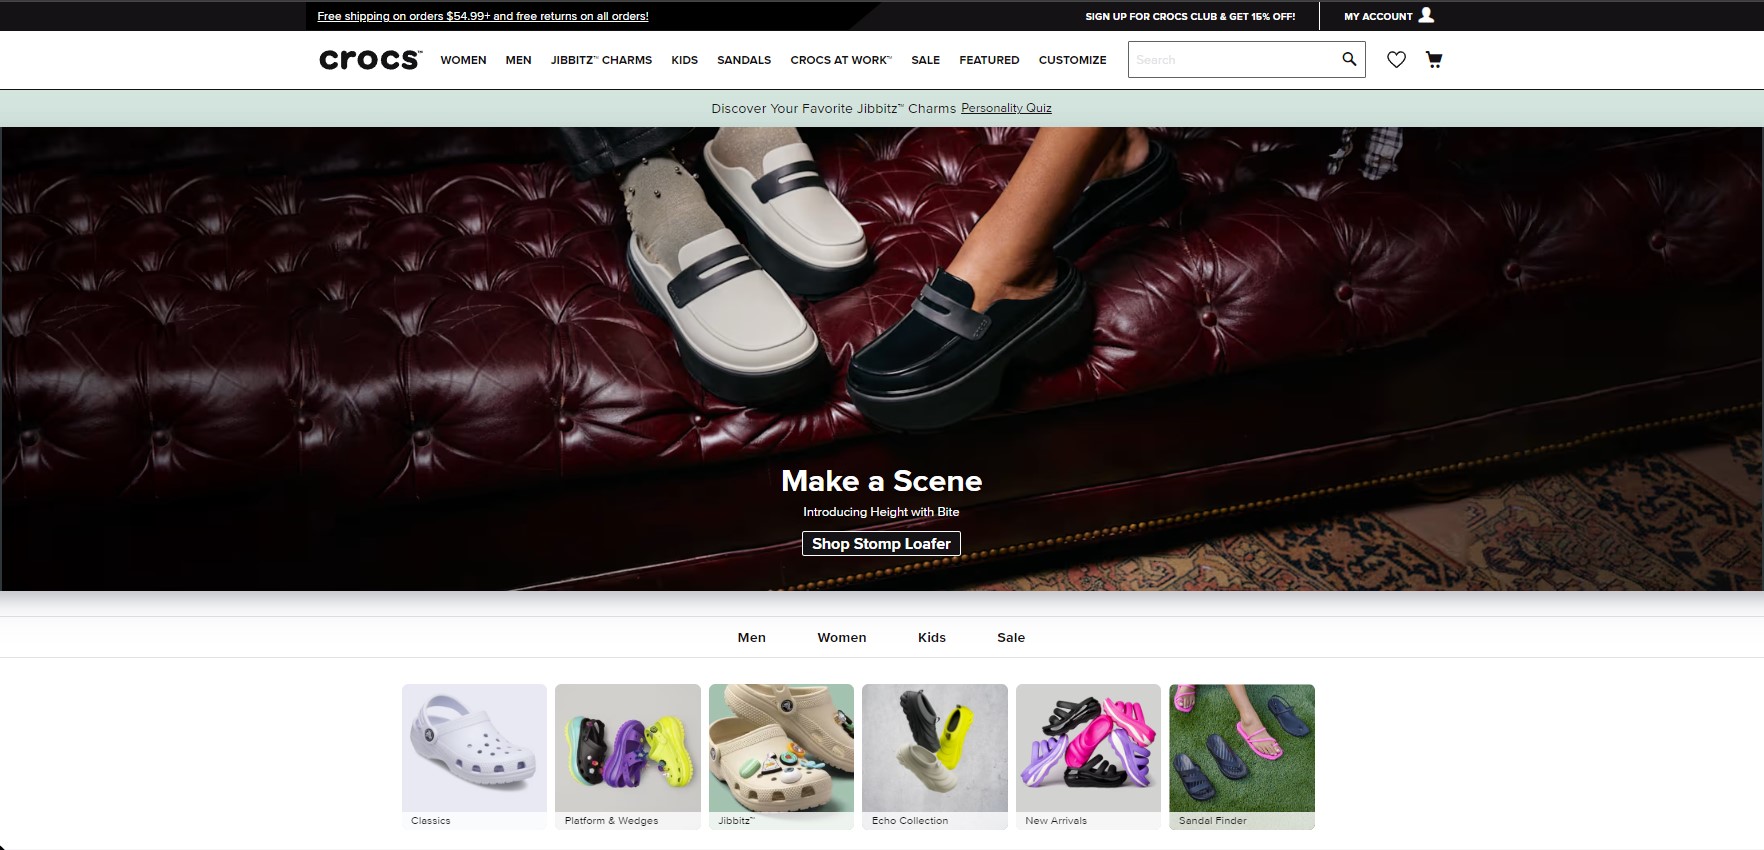 Free shipping on orders $54.99+ and free returns on all orders!
SIGN UP FOR CROCS CLUB & GET 15% OFF!
MY ACCOUNT
crocs™
WOMEN
MEN
JIBBITZ™ CHARMS
KIDS
SANDALS
CROCS AT WORK™
SALE
FEATURED
CUSTOMIZE
Search
Discover Your Favorite Jibbitz™ Charms Personality Quiz
Make a Scene
Introducing Height with Bite
Shop Stomp Loafer
Men
Women
Kids
Sale
Classics
Platform & Wedges
Jibbitz™
Echo Collection
New Arrivals
Sandal Finder